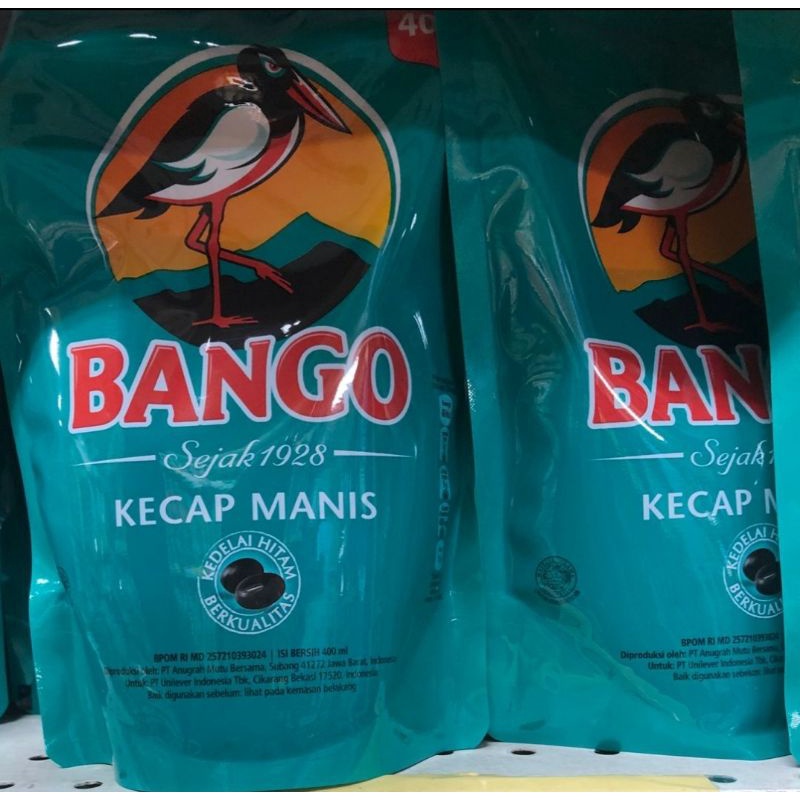 40
BANGO
Sejak 1928
KECAP MANIS
KEDELAI HITAM
BERKUALITAS
BPOM RI MD 257210393024 | ISI BERSIH 400 ml
Diproduksi oleh: PT Anugrah Mutu Bersama, Subang 41272 Jawa Barat, Indonesia
Untuk: PT Unilever Indonesia Tbk, Cikarang Bekasi 17520, Indonesia
Baik digunakan sebelum: lihat pada kemasan belakang
BAN
Sejak
KECAP
KEDELAI
BERKUAL
BPOM RI MD 257210393024
Diproduksi oleh: PT Anugrah Mutu Bersama,
Untuk: PT Unilever Indonesia Tbk,
Baik digunakan sebelum: lihat